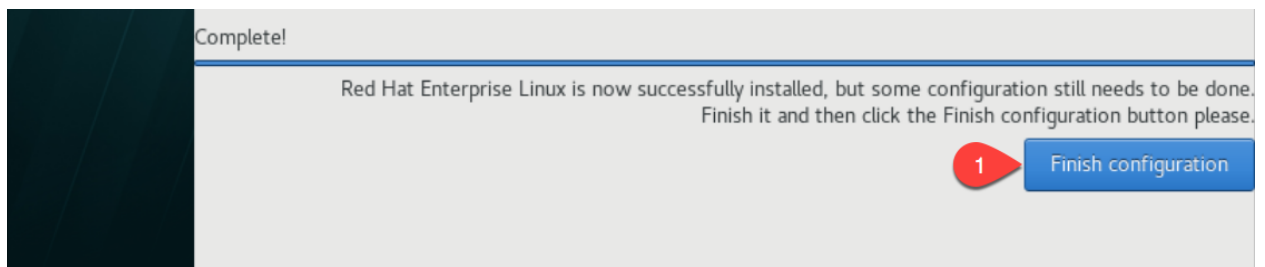 Complete!
Red Hat Enterprise Linux is now successfully installed, but some configuration still needs to be done.
Finish it and then click the Finish configuration button please.
1
Finish configuration